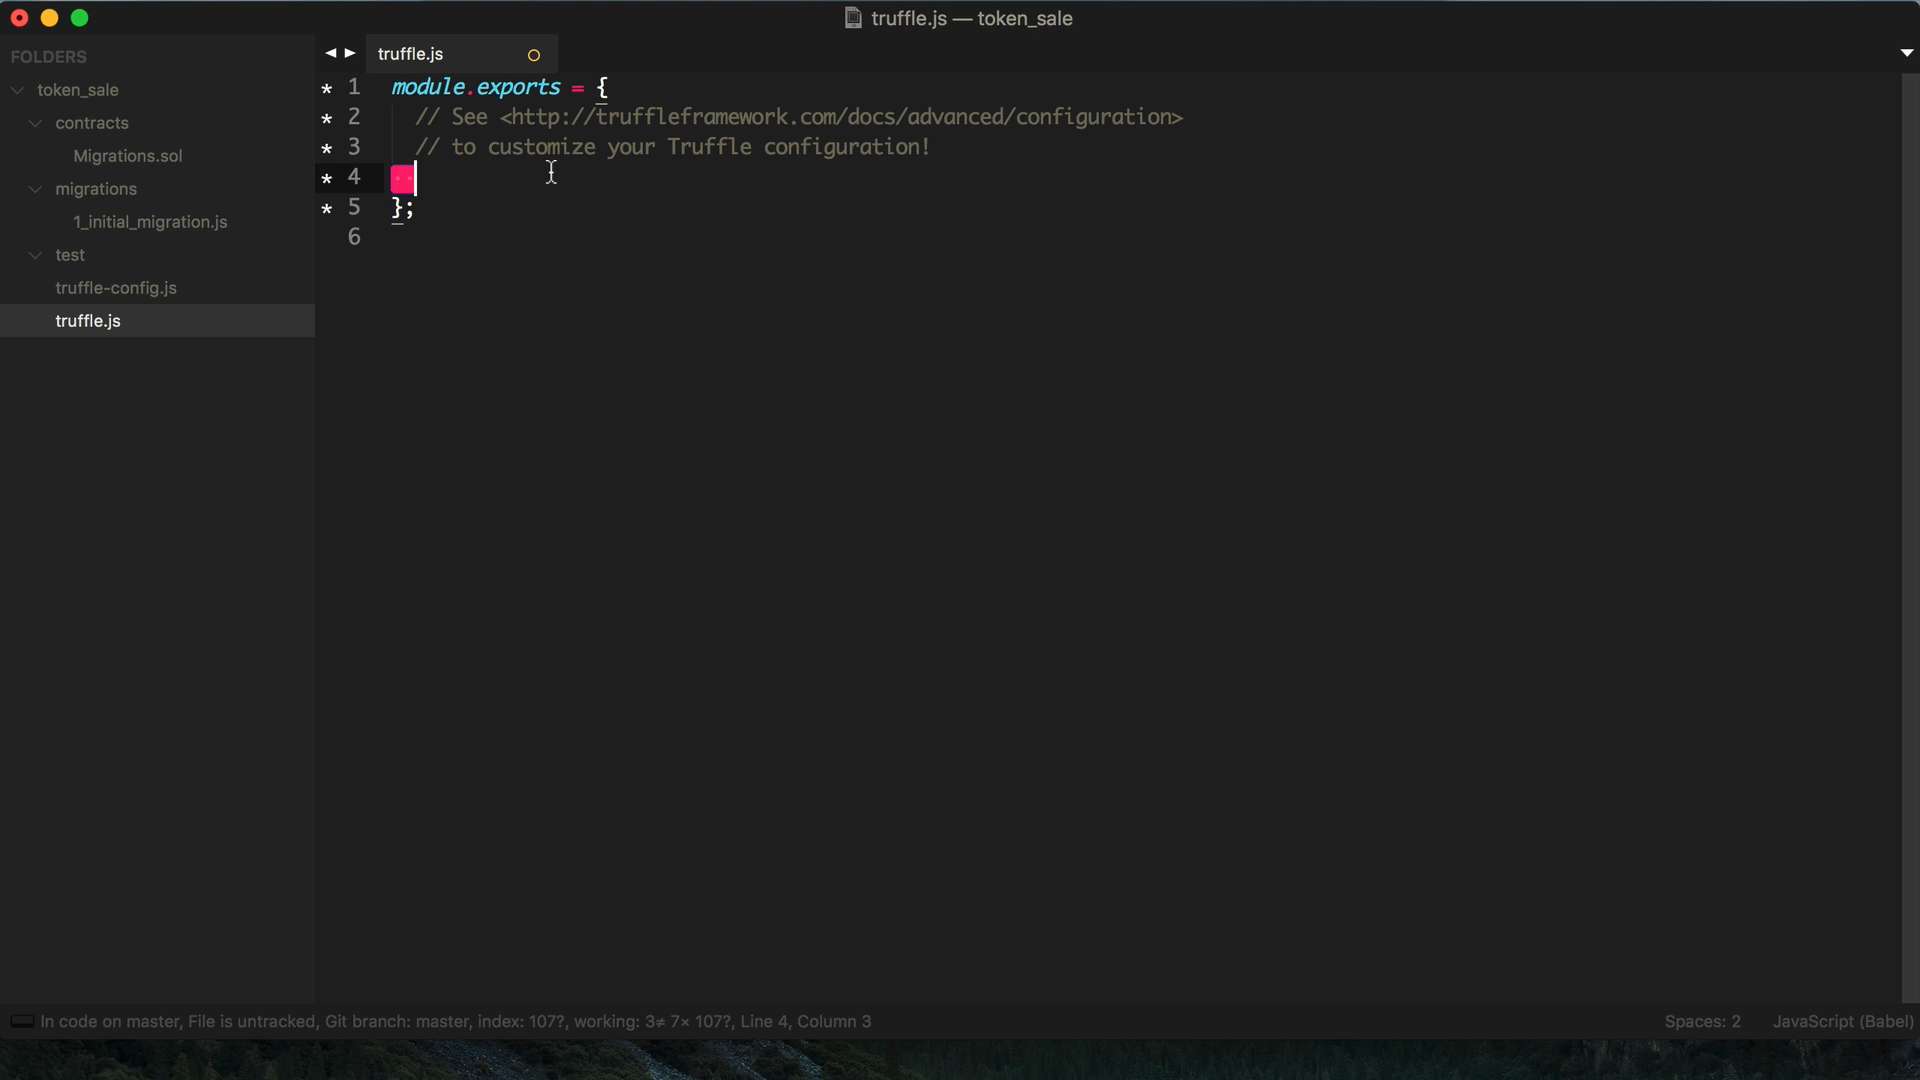 truffle.js — token_sale
FOLDERS
token_sale
contracts
Migrations.sol
migrations
1_initial_migration.js
test
truffle-config.js
truffle.js
truffle.js
* 1 module.exports = {
* 2 // See <http://truffleframework.com/docs/advanced/configuration>
* 3 // to customize your Truffle configuration!
* 4
* 5 };
6
In code on master, File is untracked, Git branch: master, index: 107?, working: 3≠ 7× 107?, Line 4, Column 3
Spaces: 2
JavaScript (Babel)